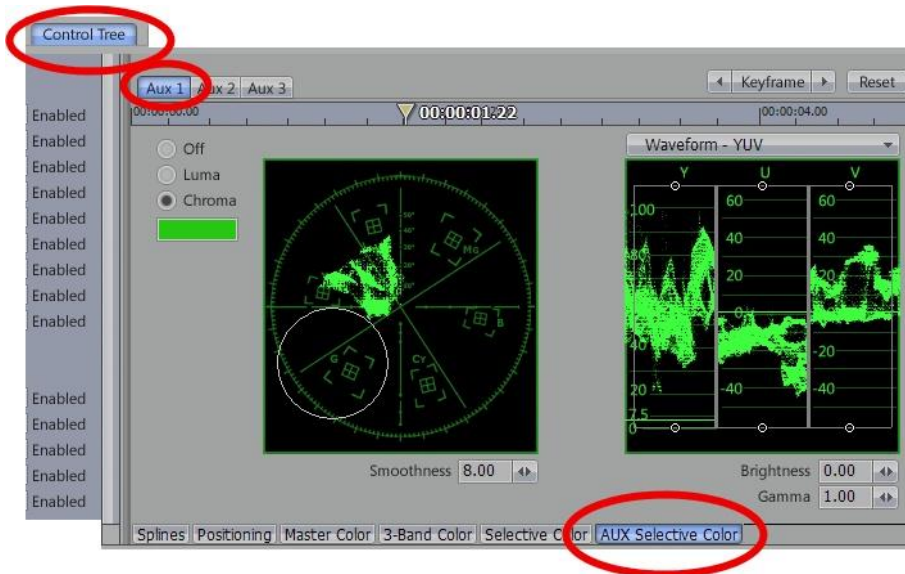 Control Tree
Aux 1 Aux 2 Aux 3
Keyframe
Reset
00:00:00.00
00:00:01.22
00:00:04.00
Enabled
Enabled
Enabled
Enabled
Enabled
Enabled
Enabled
Enabled
Enabled
Enabled
Enabled
Enabled
Enabled
Enabled
Off
Luma
Chroma
MG
B
G
CY
Waveform - YUV
Y U V
100 60 60
80 40 40
20 20
0
40 -20
20 -40 -40
7.5
0
Smoothness 8.00
Brightness 0.00
Gamma 1.00
Splines Positioning Master Color 3-Band Color Selective Color AUX Selective Color